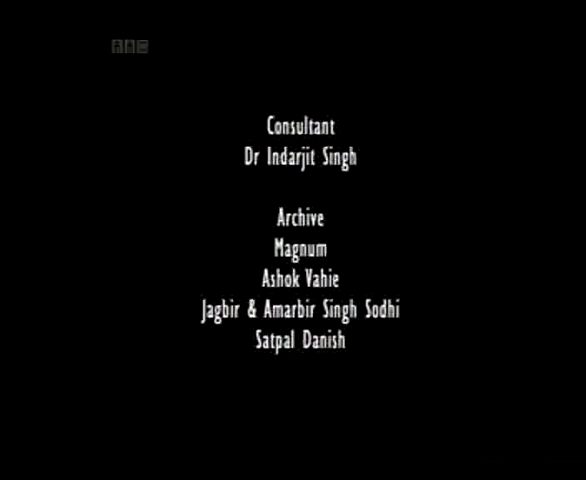 BBC
Consultant
Dr Indarjit Singh
Archive
Magnum
Ashok Vahie
Jagbir & Amarbir Singh Sodhi
Satpal Danish